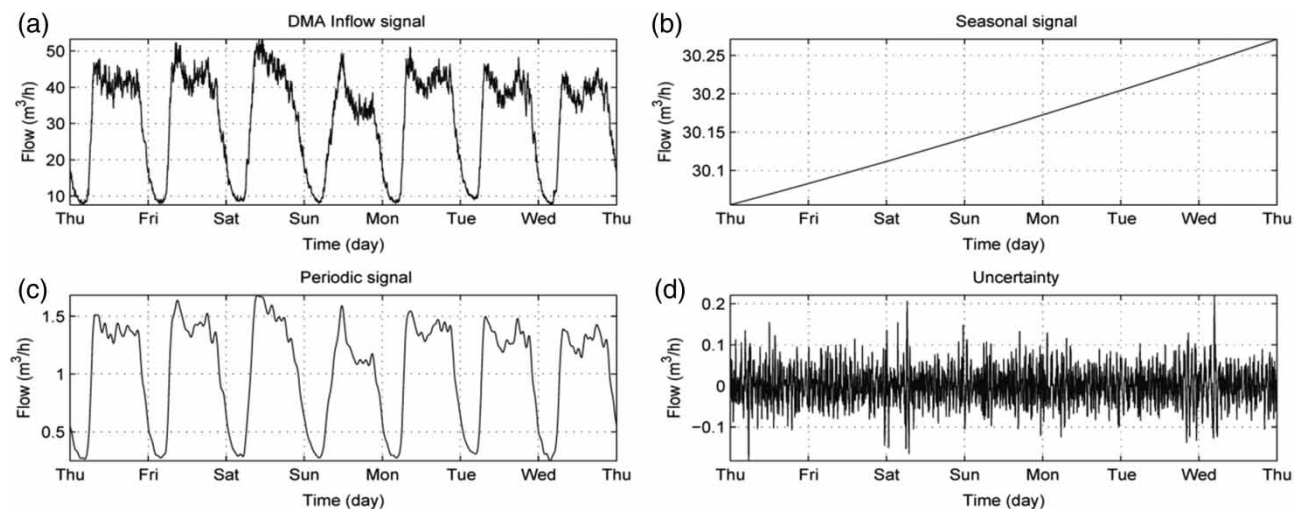 (a)
DMA Inflow signal
Flow (m³/h)
50
40
30
20
10
Thu Fri Sat Sun Mon Tue Wed Thu
Time (day)
(b)
Seasonal signal
Flow (m³/h)
30.25
30.2
30.15
30.1
Thu Fri Sat Sun Mon Tue Wed Thu
Time (day)
(c)
Periodic signal
Flow (m³/h)
1.5
1
0.5
Thu Fri Sat Sun Mon Tue Wed Thu
Time (day)
(d)
Uncertainty
Flow (m³/h)
0.2
0.1
0
−0.1
Thu Fri Sat Sun Mon Tue Wed Thu
Time (day)